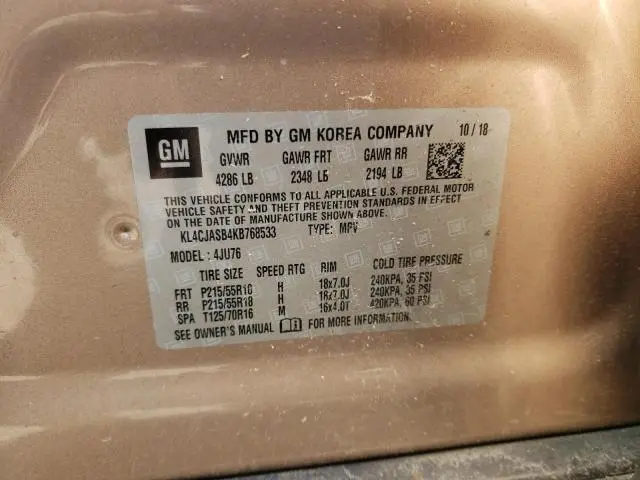 GM
MFD BY GM KOREA COMPANY 10/18
GVWR GAWR FRT GAWR RR
4286 LB 2348 LB 2194 LB
THIS VEHICLE CONFORMS TO ALL APPLICABLE U.S. FEDERAL MOTOR
VEHICLE SAFETY AND THEFT PREVENTION STANDARDS IN EFFECT
ON THE DATE OF MANUFACTURE SHOWN ABOVE.
KL4CJASB4KB768533 TYPE: MPV
MODEL: 4JU76
TIRE SIZE SPEED RTG RIM COLD TIRE PRESSURE
FRT P215/55R18 H 18x7.0J 240KPA, 35 PSI
RR P215/55R18 H 18x7.0J 240KPA, 35 PSI
SPA T125/70R16 M 16x4.0T 420KPA, 60 PSI
SEE OWNER'S MANUAL FOR MORE INFORMATION.